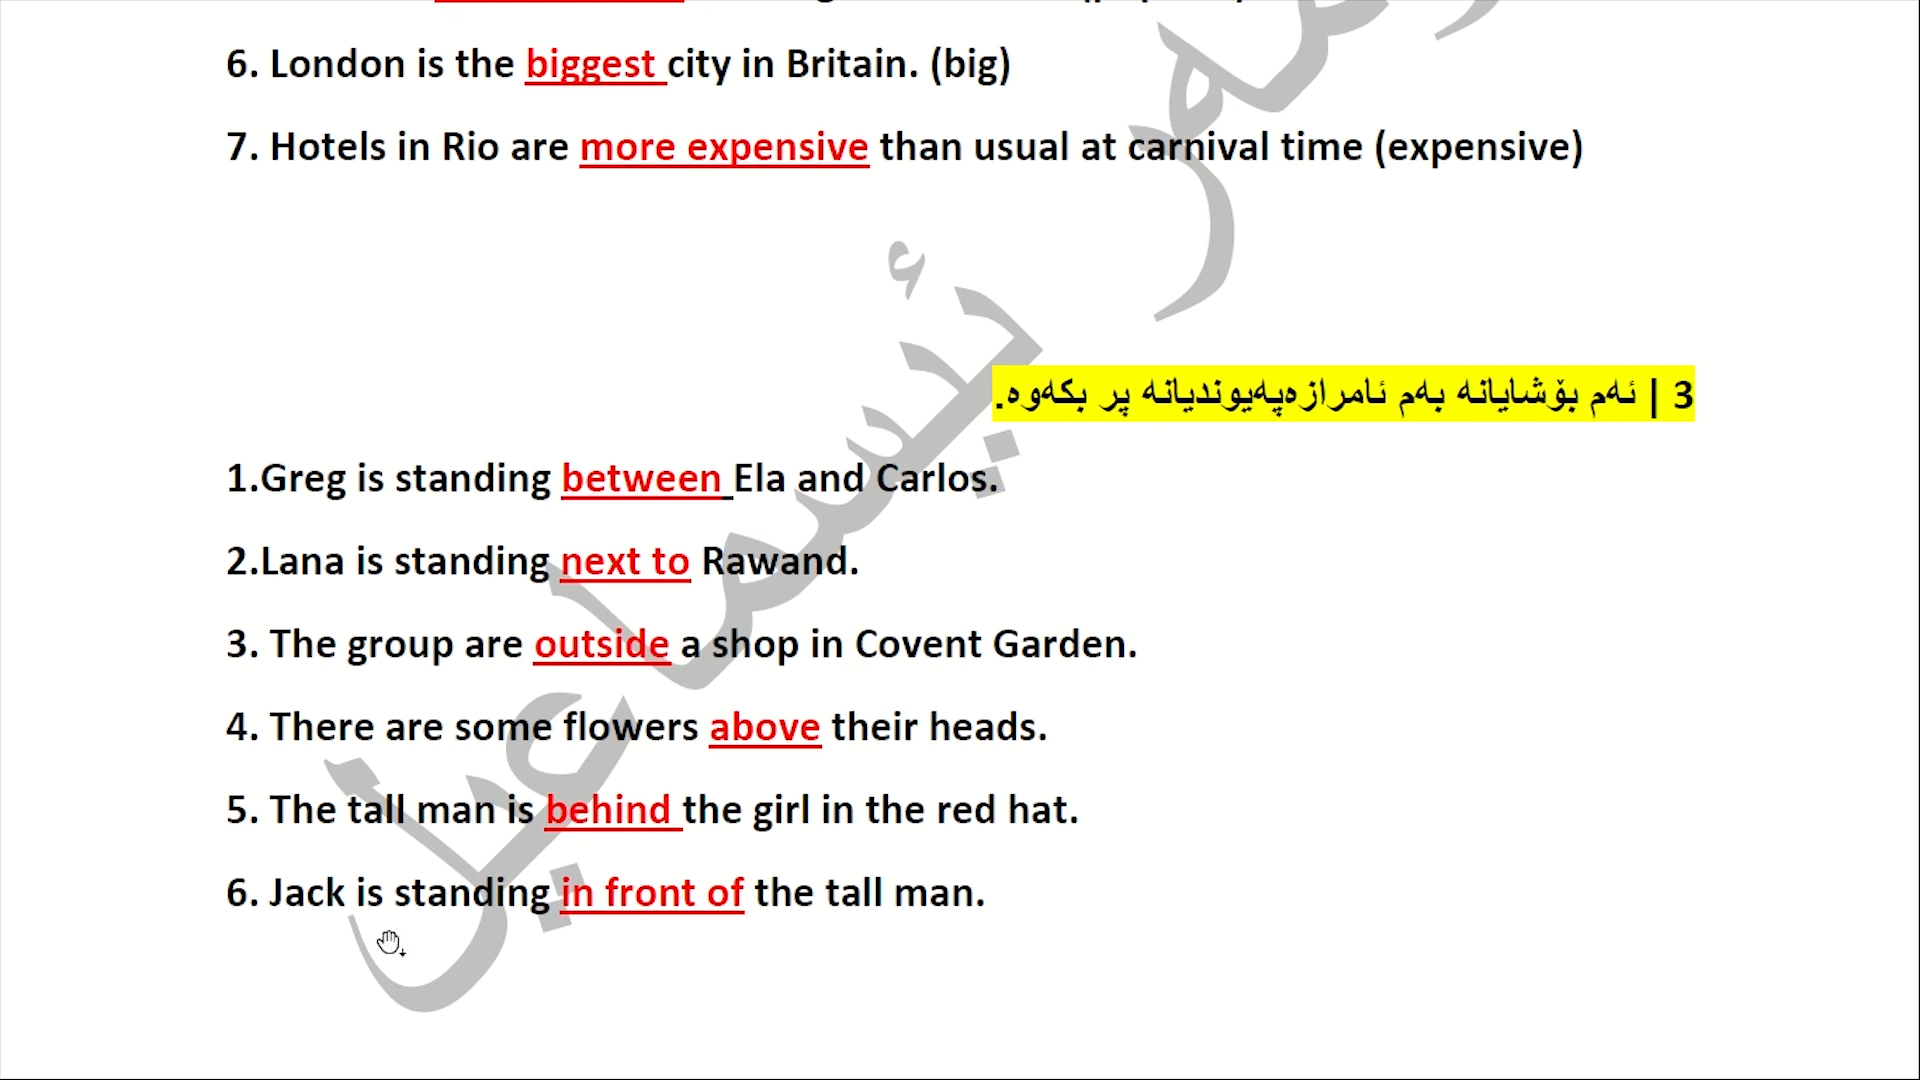 6. London is the biggest city in Britain. (big)
7. Hotels in Rio are more expensive than usual at carnival time (expensive)
3 | ئەم بۆشاییانە بەم ئامرازەپەیوندیانە پڕ بکەوە.
1.Greg is standing between Ela and Carlos.
2.Lana is standing next to Rawand.
3. The group are outside a shop in Covent Garden.
4. There are some flowers above their heads.
5. The tall man is behind the girl in the red hat.
6. Jack is standing in front of the tall man.
ئیسماعیل